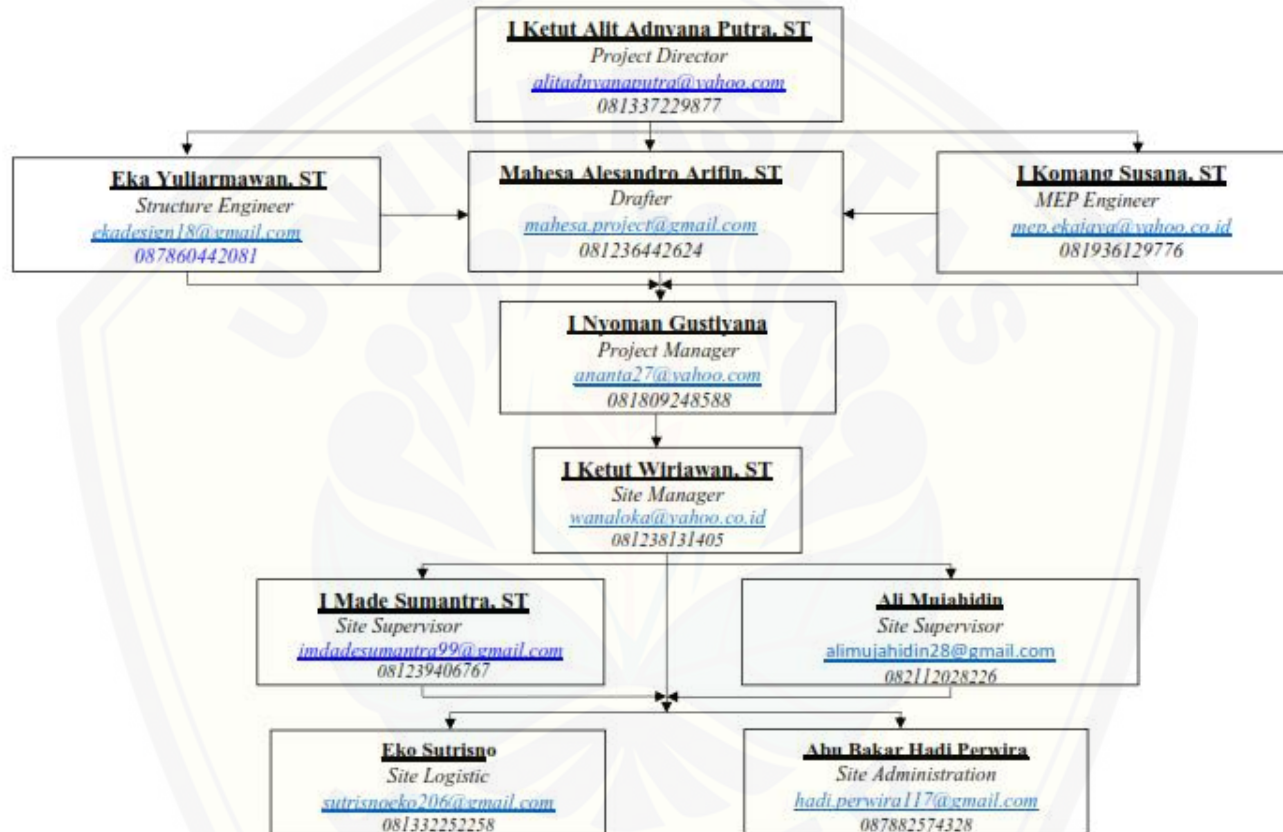 I Ketut Alit Adnyana Putra, ST
Project Director
alitadnyanaputra@yahoo.com
081337229877
Eka Yuliarmawan, ST
Structure Engineer
ekadesign18@gmail.com
087860442081
Mahesa Alesandro Arifin, ST
Drafter
mahesa.project@gmail.com
081236442624
I Komang Susana, ST
MEP Engineer
mep.ekajaya@yahoo.co.id
081936129776
I Nyoman Gustiyana
Project Manager
ananta27@yahoo.com
081809248588
I Ketut Wiriawan, ST
Site Manager
wanaloka@yahoo.co.id
081238131405
I Made Sumantra, ST
Site Supervisor
imdadesumantra99@gmail.com
081239406767
Ali Mujahidin
Site Supervisor
alimujahidin28@gmail.com
082112028226
Eko Sutrisno
Site Logistic
sutrisnoeko206@gmail.com
081332252258
Abu Bakar Hadi Perwira
Site Administration
hadi.perwira117@gmail.com
087882574328
UNIVERSITAS